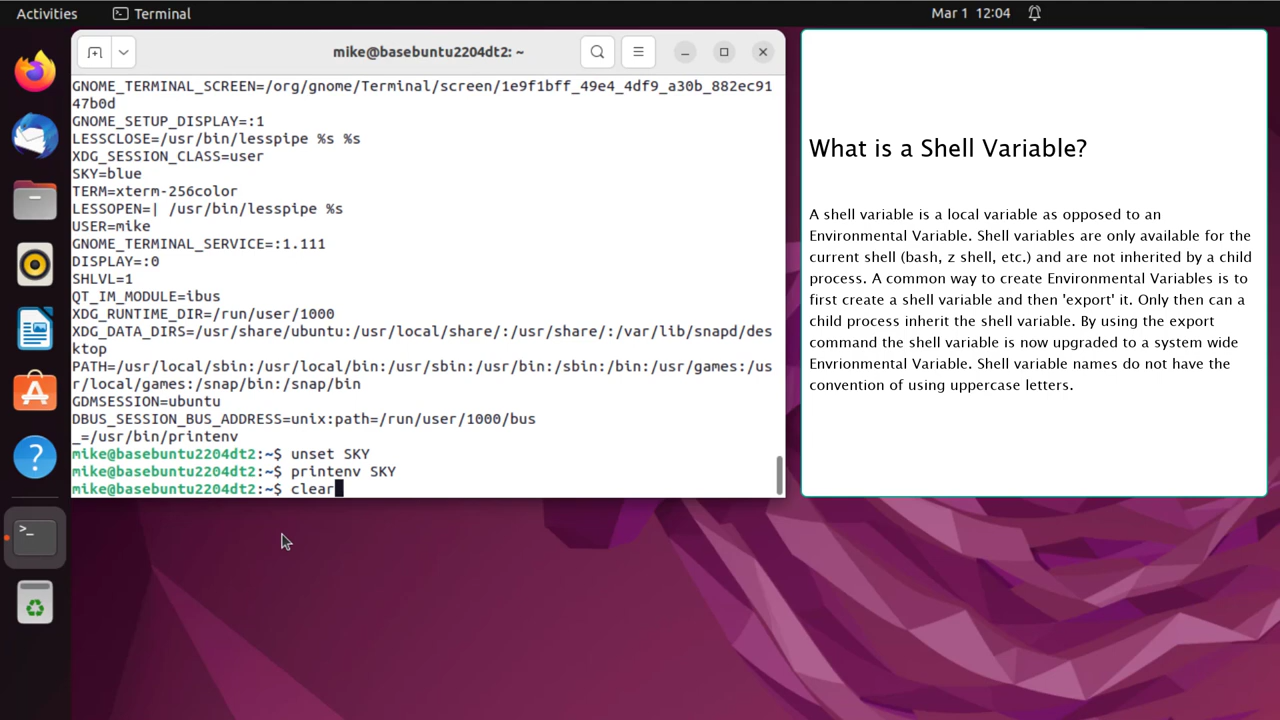 Activities
Terminal
Mar 1 12:04
mike@basebuntu2204dt2: ~
GNOME_TERMINAL_SCREEN=/org/gnome/Terminal/screen/1e9f1bff_49e4_4df9_a30b_882ec91
47b0d
GNOME_SETUP_DISPLAY=:1
LESSCLOSE=/usr/bin/lesspipe %s %s
XDG_SESSION_CLASS=user
SKY=blue
TERM=xterm-256color
LESSOPEN=| /usr/bin/lesspipe %s
USER=mike
GNOME_TERMINAL_SERVICE=:1.111
DISPLAY=:0
SHLVL=1
QT_IM_MODULE=ibus
XDG_RUNTIME_DIR=/run/user/1000
XDG_DATA_DIRS=/usr/share/ubuntu:/usr/local/share/:/usr/share/:/var/lib/snapd/des
ktop
PATH=/usr/local/sbin:/usr/local/bin:/usr/sbin:/usr/bin:/sbin:/bin:/usr/games:/us
r/local/games:/snap/bin:/snap/bin
GDMSESSION=ubuntu
DBUS_SESSION_BUS_ADDRESS=unix:path=/run/user/1000/bus
_=/usr/bin/printenv
mike@basebuntu2204dt2:~$ unset SKY
mike@basebuntu2204dt2:~$ printenv SKY
mike@basebuntu2204dt2:~$ clear
What is a Shell Variable?
A shell variable is a local variable as opposed to an
Environmental Variable. Shell variables are only available for the
current shell (bash, z shell, etc.) and are not inherited by a child
process. A common way to create Environmental Variables is to
first create a shell variable and then 'export' it. Only then can a
child process inherit the shell variable. By using the export
command the shell variable is now upgraded to a system wide
Envrionmental Variable. Shell variable names do not have the
convention of using uppercase letters.